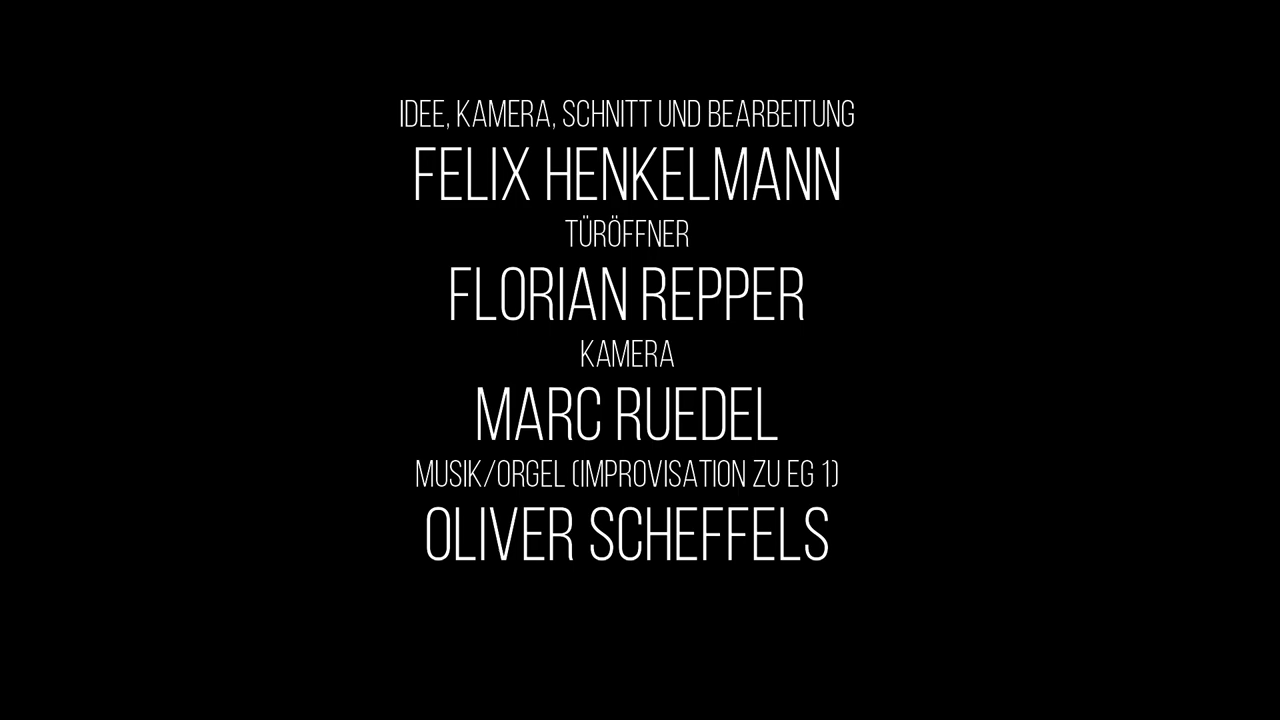 IDEE, KAMERA, SCHNITT UND BEARBEITUNG
FELIX HENKELMANN
TÜRÖFFNER
FLORIAN REPPER
KAMERA
MARC RUEDEL
MUSIK/ORGEL (IMPROVISATION ZU EG 1)
OLIVER SCHEFFELS